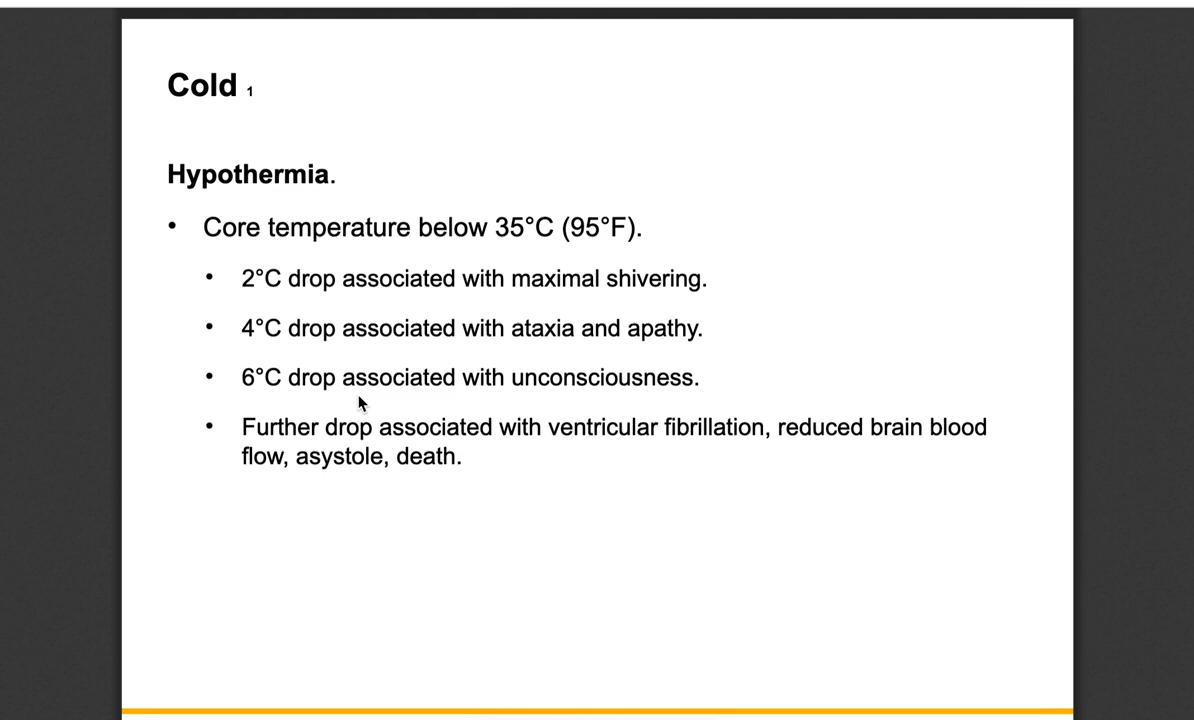 Cold 1
Hypothermia.
• Core temperature below 35°C (95°F).
• 2°C drop associated with maximal shivering.
• 4°C drop associated with ataxia and apathy.
• 6°C drop associated with unconsciousness.
• Further drop associated with ventricular fibrillation, reduced brain blood
flow, asystole, death.